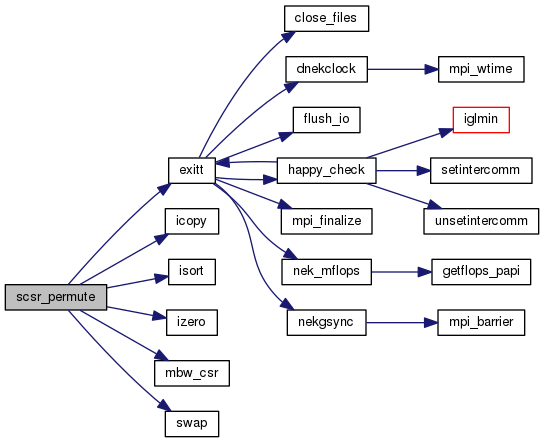 close_files
dnekclock
mpi_wtime
flush_io
iglmin
exitt
happy_check
setintercomm
icopy
mpi_finalize
unsetintercomm
isort
nek_mflops
getflops_papi
scsr_permute
izero
nekgsync
mpi_barrier
mbw_csr
swap